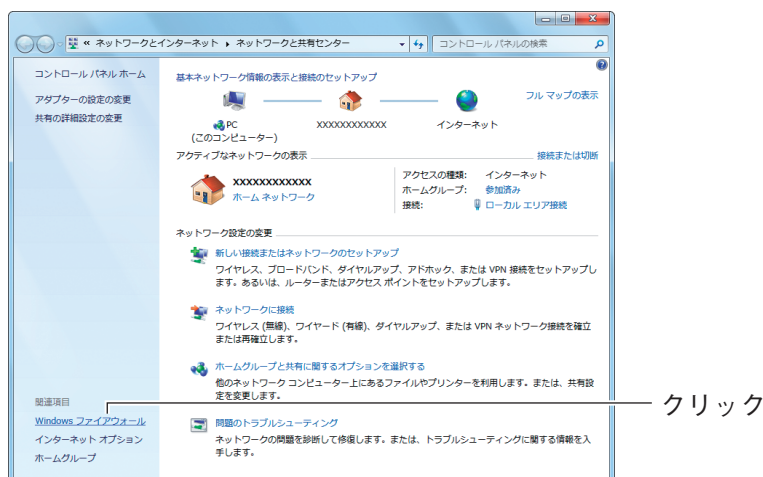 « ネットワークとインターネット ▸ ネットワークと共有センター
コントロール パネルの検索
コントロール パネル ホーム
アダプターの設定の変更
共有の詳細設定の変更
基本ネットワーク情報の表示と接続のセットアップ
フル マップの表示
PC
(このコンピューター)
XXXXXXXXXXXX
インターネット
アクティブなネットワークの表示
接続または切断
XXXXXXXXXXXX
ホーム ネットワーク
アクセスの種類: インターネット
ホームグループ: 参加済み
接続: ローカル エリア接続
ネットワーク設定の変更
新しい接続またはネットワークのセットアップ
ワイヤレス、ブロードバンド、ダイヤルアップ、アドホック、または VPN 接続をセットアップし
ます。あるいは、ルーターまたはアクセス ポイントをセットアップします。
ネットワークに接続
ワイヤレス (無線)、ワイヤード (有線)、ダイヤルアップ、または VPN ネットワーク接続を確立
または再確立します。
ホームグループと共有に関するオプションを選択する
他のネットワーク コンピューター上にあるファイルやプリンターを利用します。または、共有設
定を変更します。
問題のトラブルシューティング
ネットワークの問題を診断して修復します。または、トラブルシューティングに関する情報を入
手します。
関連項目
Windows ファイアウォール
インターネット オプション
ホームグループ
クリック